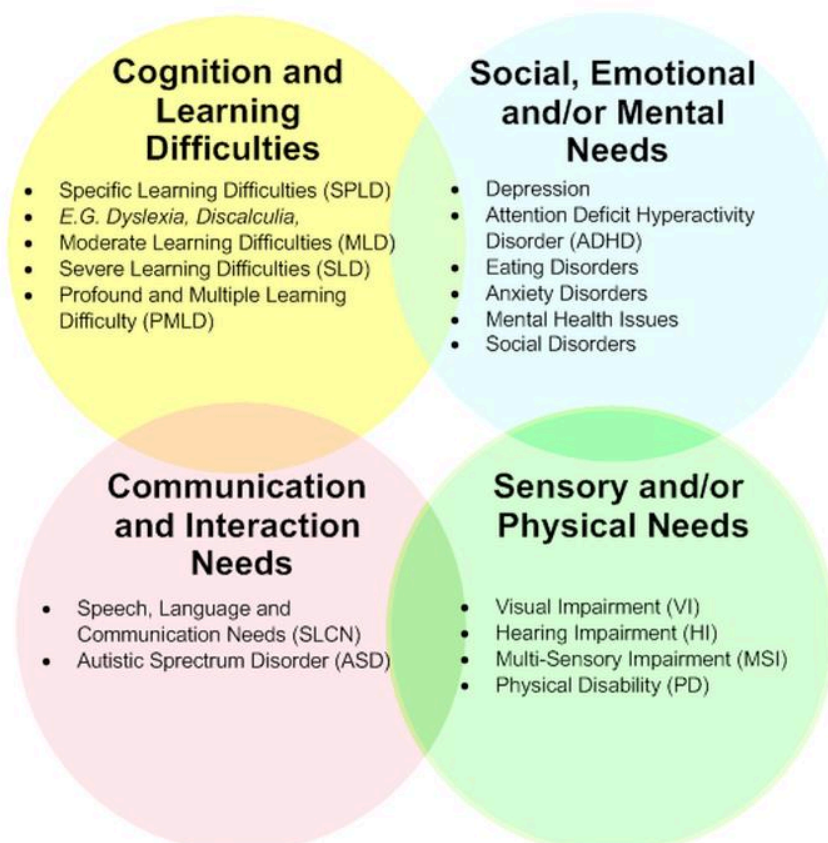 Cognition and
Learning
Difficulties
• Specific Learning Difficulties (SPLD)
• E.G. Dyslexia, Discalculia,
• Moderate Learning Difficulties (MLD)
• Severe Learning Difficulties (SLD)
• Profound and Multiple Learning
Difficulty (PMLD)
Social, Emotional
and/or Mental
Needs
• Depression
• Attention Deficit Hyperactivity
Disorder (ADHD)
• Eating Disorders
• Anxiety Disorders
• Mental Health Issues
• Social Disorders
Communication
and Interaction
Needs
• Speech, Language and
Communication Needs (SLCN)
• Autistic Sprectrum Disorder (ASD)
Sensory and/or
Physical Needs
• Visual Impairment (VI)
• Hearing Impairment (HI)
• Multi-Sensory Impairment (MSI)
• Physical Disability (PD)